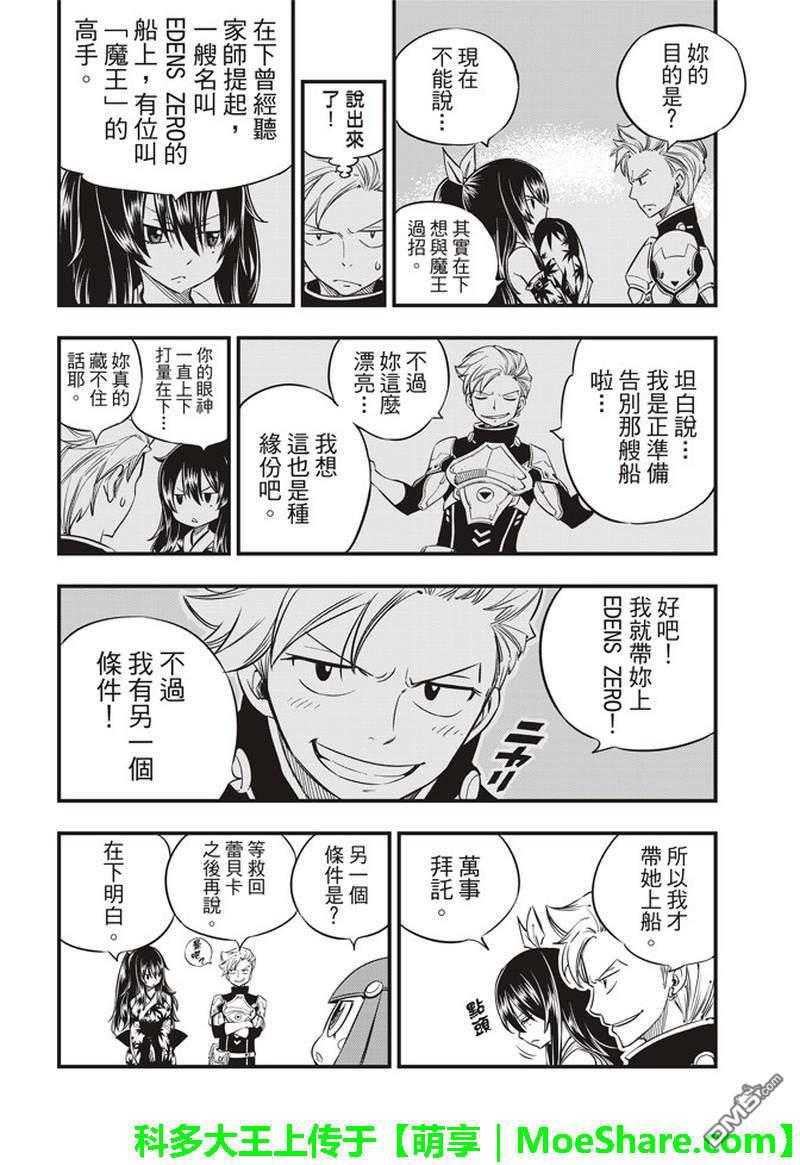 妳的
目的是？
現在
不能說…
其實在下
想與魔王
過招。
說出來
了！
在下曾經聽
家師提起，
一艘名叫
EDENS ZERO的
船上，有位叫
「魔王」的
高手。
坦白說…
我是正準備
告別那艘船
啦…
不過
妳這麼
漂亮…
我想
這也是種
緣份吧。
你的眼神
一直上下
打量在下…
妳真的
藏不住
話耶。
好吧！
我就帶妳上
EDENS ZERO！
ニヤリ
不過
我有另一個
條件！
所以我才
帶她上船。
萬事
拜託。
點頭
另一個
條件是？
等救回
蕾貝卡
之後再說。
在下明白。
DM5.com
科多大王上传于【萌享｜MoeShare.com】